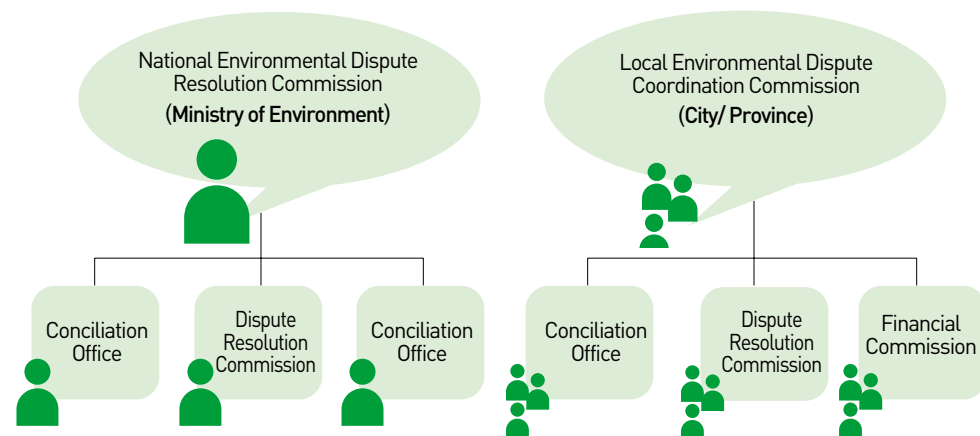 National Environmental Dispute
Resolution Commission
(Ministry of Environment)
Local Environmental Dispute
Coordination Commission
(City/ Province)
Conciliation
Office
Dispute
Resolution
Commission
Conciliation
Office
Conciliation
Office
Dispute
Resolution
Commission
Financial
Commission